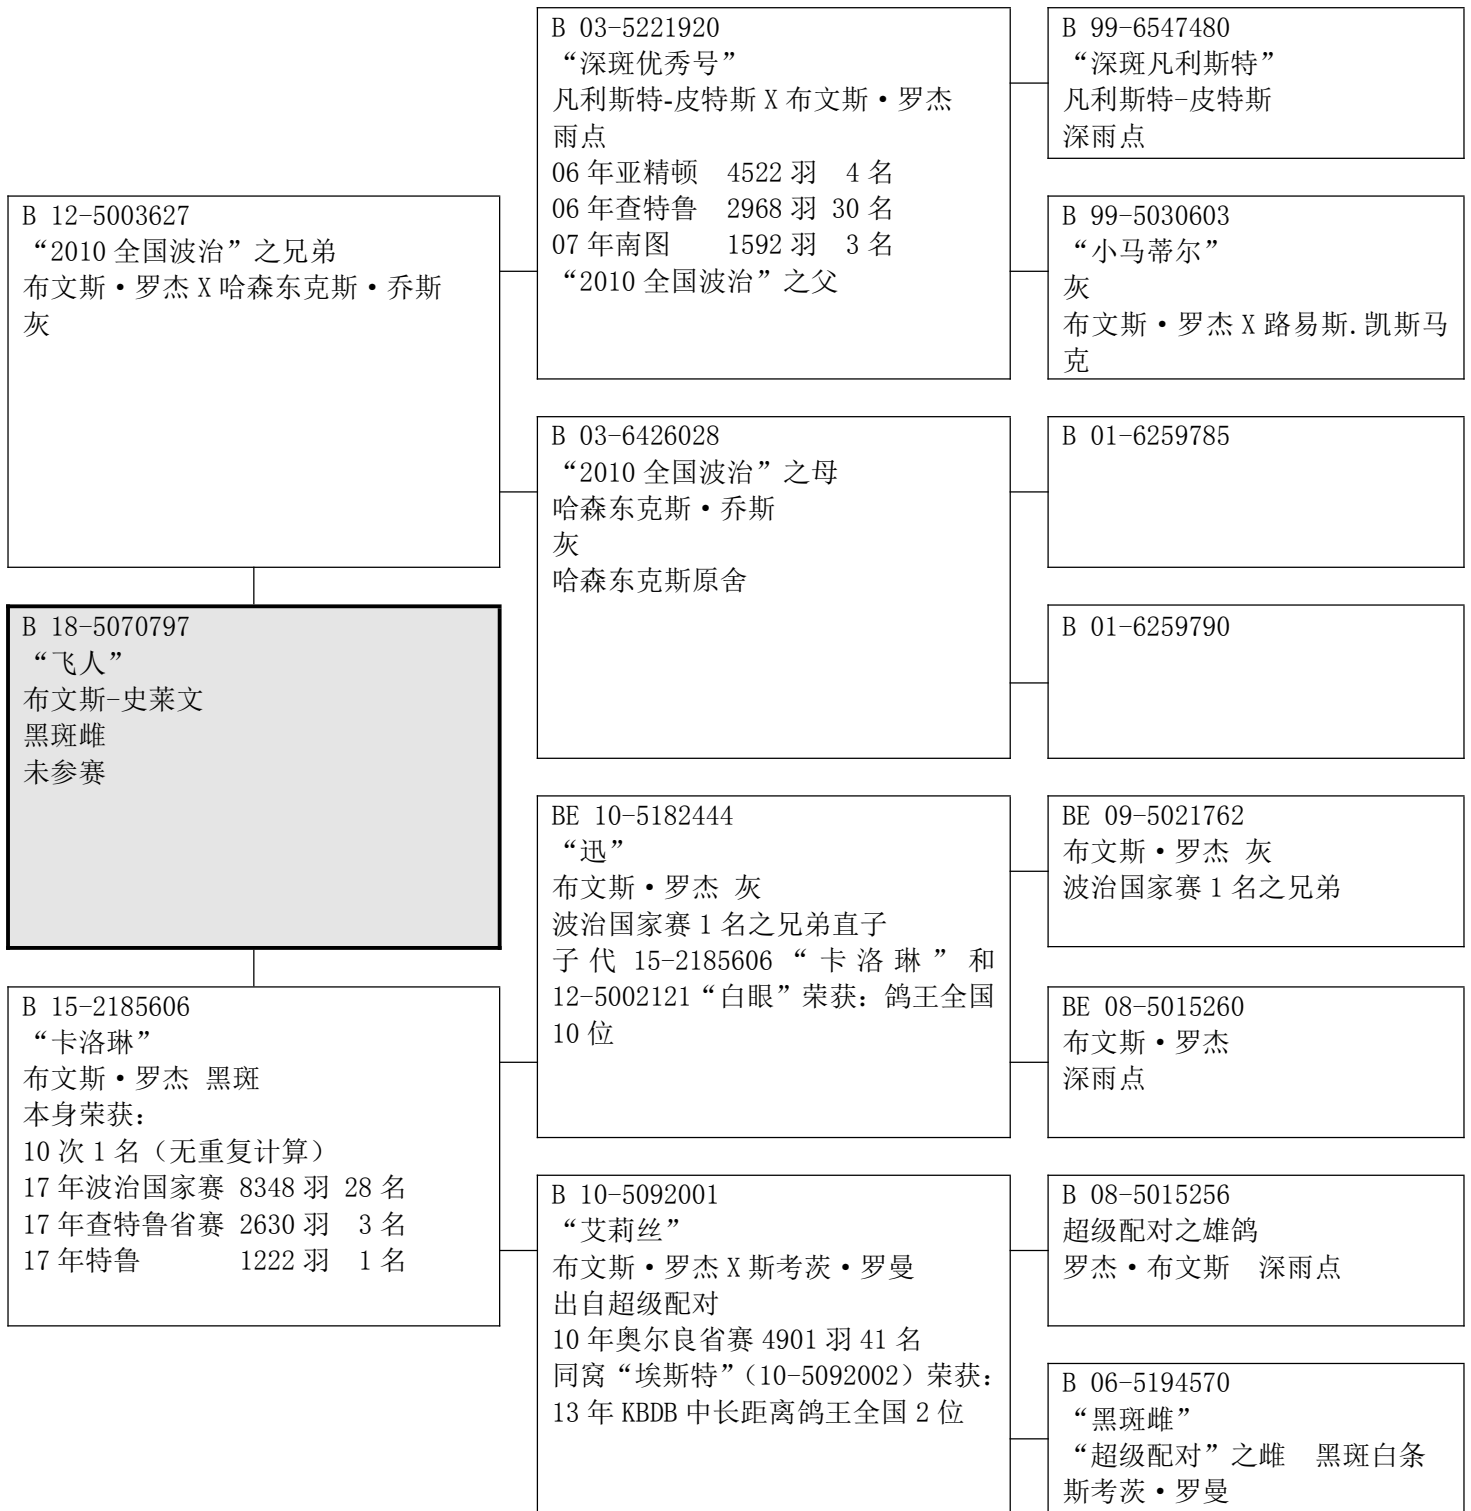 B 12-5003627
“2010 全国波治”之兄弟
布文斯·罗杰 X 哈森东克斯·乔斯
灰
B 18-5070797
“飞人”
布文斯-史莱文
黑斑雌
未参赛
B 15-2185606
“卡洛琳”
布文斯·罗杰 黑斑
本身荣获：
10 次 1 名（无重复计算）
17 年波治国家赛 8348 羽 28 名
17 年查特鲁省赛 2630 羽 3 名
17 年特鲁 1222 羽 1 名
B 03-5221920
“深斑优秀号”
凡利斯特-皮特斯 X 布文斯·罗杰
雨点
06 年亚精顿 4522 羽 4 名
06 年查特鲁 2968 羽 30 名
07 年南图 1592 羽 3 名
“2010 全国波治”之父
B 03-6426028
“2010 全国波治”之母
哈森东克斯·乔斯
灰
哈森东克斯原舍
BE 10-5182444
“迅”
布文斯·罗杰 灰
波治国家赛 1 名之兄弟直子
子代 15-2185606“卡洛琳”和
12-5002121“白眼”荣获：鸽王全国
10 位
B 10-5092001
“艾莉丝”
布文斯·罗杰 X 斯考茨·罗曼
出自超级配对
10 年奥尔良省赛 4901 羽 41 名
同窝“埃斯特”（10-5092002）荣获：
13 年 KBDB 中长距离鸽王全国 2 位
B 99-6547480
“深斑凡利斯特”
凡利斯特-皮特斯
深雨点
B 99-5030603
“小马蒂尔”
灰
布文斯·罗杰 X 路易斯.凯斯马
克
B 01-6259785
B 01-6259790
BE 09-5021762
布文斯·罗杰 灰
波治国家赛 1 名之兄弟
BE 08-5015260
布文斯·罗杰
深雨点
B 08-5015256
超级配对之雄鸽
罗杰·布文斯 深雨点
B 06-5194570
“黑斑雌”
“超级配对”之雌 黑斑白条
斯考茨·罗曼